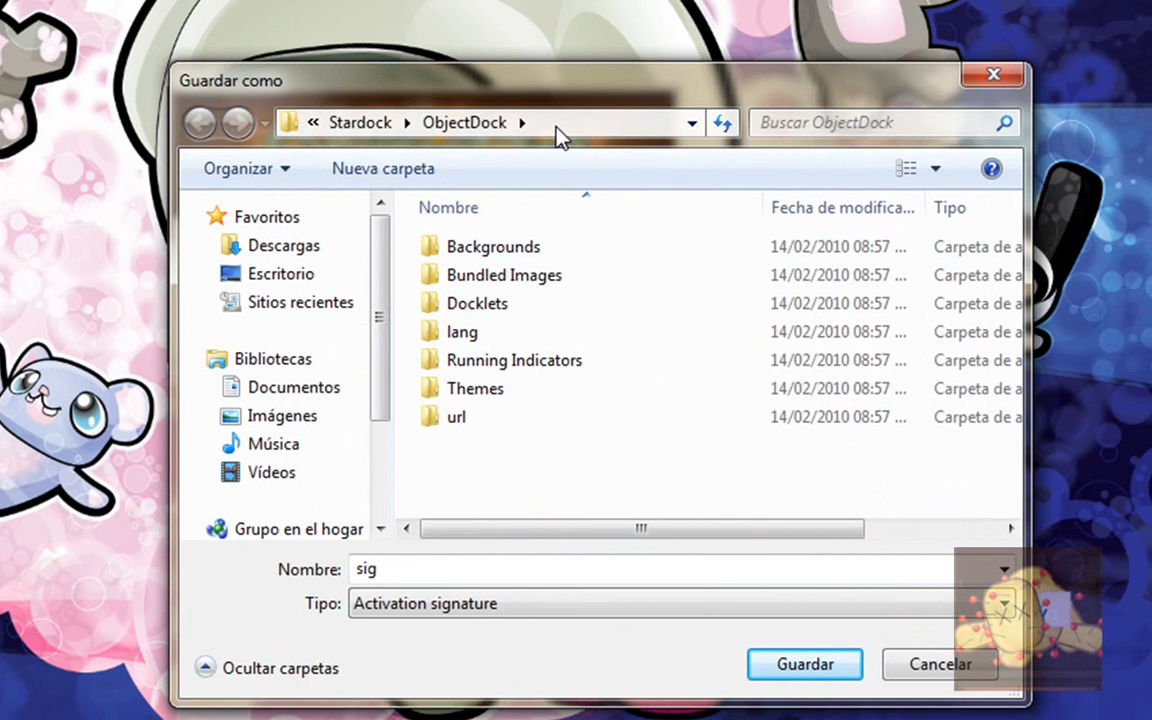 Guardar como
« Stardock ObjectDock
Buscar ObjectDock
Organizar
Nueva carpeta
Nombre
Fecha de modifica...
Tipo
Favoritos
Descargas
Escritorio
Sitios recientes
Bibliotecas
Documentos
Imágenes
Música
Vídeos
Grupo en el hogar
Backgrounds 14/02/2010 08:57 ... Carpeta de a
Bundled Images 14/02/2010 08:57 ... Carpeta de a
Docklets 14/02/2010 08:57 ... Carpeta de a
lang 14/02/2010 08:57 ... Carpeta de a
Running Indicators 14/02/2010 08:57 ... Carpeta de a
Themes 14/02/2010 08:57 ... Carpeta de a
url 14/02/2010 08:57 ... Carpeta de a
Nombre: sig
Tipo: Activation signature
Ocultar carpetas
Guardar
Cancelar